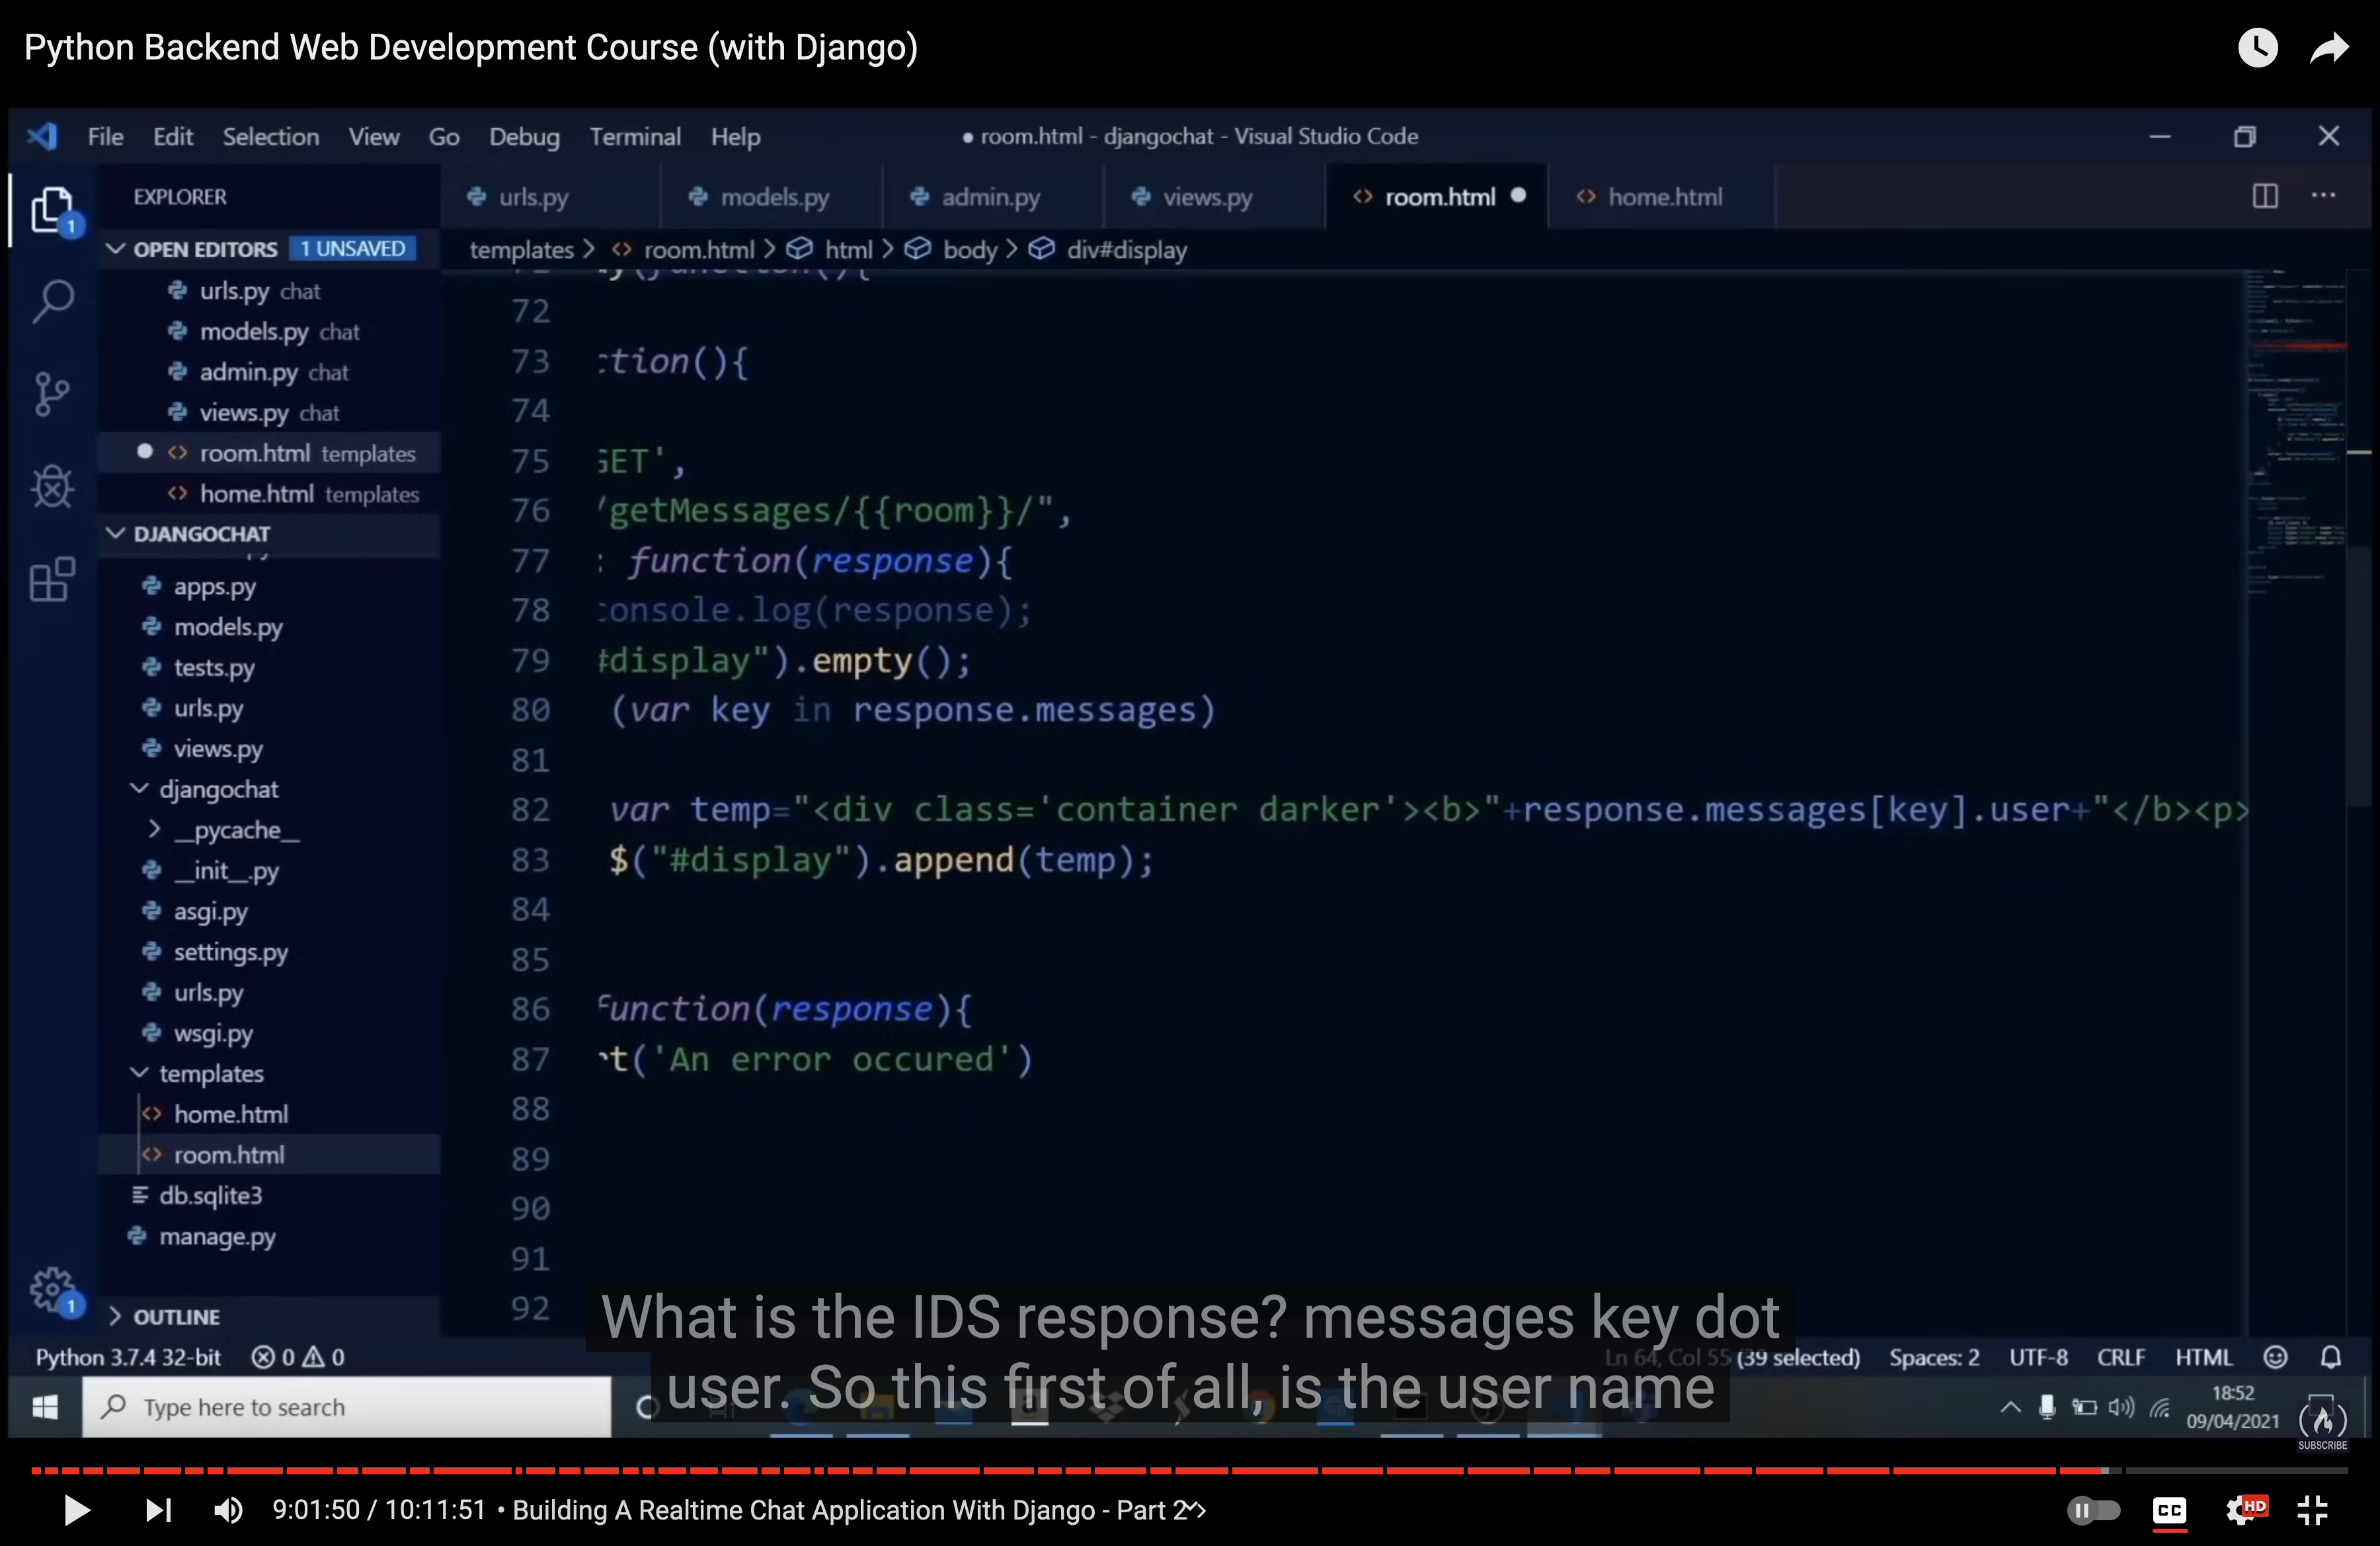 Python Backend Web Development Course (with Django)
File Edit Selection View Go Debug Terminal Help
● room.html - djangochat - Visual Studio Code
EXPLORER
urls.py models.py admin.py views.py room.html home.html
1
OPEN EDITORS 1 UNSAVED
templates > room.html > html > body > div#display
urls.py chat
models.py chat
admin.py chat
views.py chat
room.html templates
home.html templates
DJANGOCHAT
apps.py
models.py
tests.py
urls.py
views.py
djangochat
__pycache__
__init__.py
asgi.py
settings.py
urls.py
wsgi.py
templates
home.html
room.html
db.sqlite3
manage.py
OUTLINE
1
72
73 ction(){
74
75 GET',
76 /getMessages/{{room}}/",
77 : function(response){
78 console.log(response);
79 #display").empty();
80 (var key in response.messages)
81
82 var temp="<div class='container darker'><b>"+response.messages[key].user+"</b><p>
83 $("#display").append(temp);
84
85
86 function(response){
87 rt('An error occured')
88
89
90
91
92
What is the IDS response? messages key dot
user. So this first of all, is the user name
Python 3.7.4 32-bit 0 0
Ln 64, Col 55 (39 selected) Spaces: 2 UTF-8 CRLF HTML
Type here to search
18:52
09/04/2021
SUBSCRIBE
9:01:50 / 10:11:51 • Building A Realtime Chat Application With Django - Part 2
CC
HD